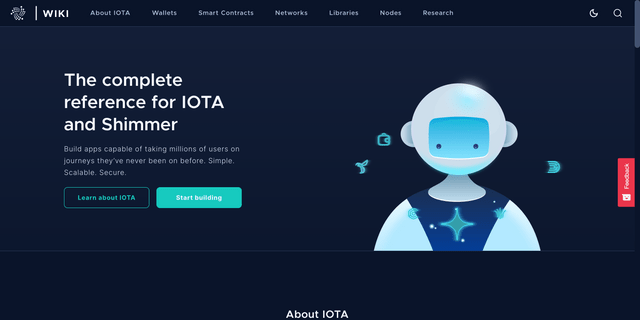 WIKI About IOTA Wallets Smart Contracts Networks Libraries Nodes Research
The complete
reference for IOTA
and Shimmer
Build apps capable of taking millions of users on
journeys they've never been on before. Simple.
Scalable. Secure.
Learn about IOTA Start building
Feedback
About IOTA